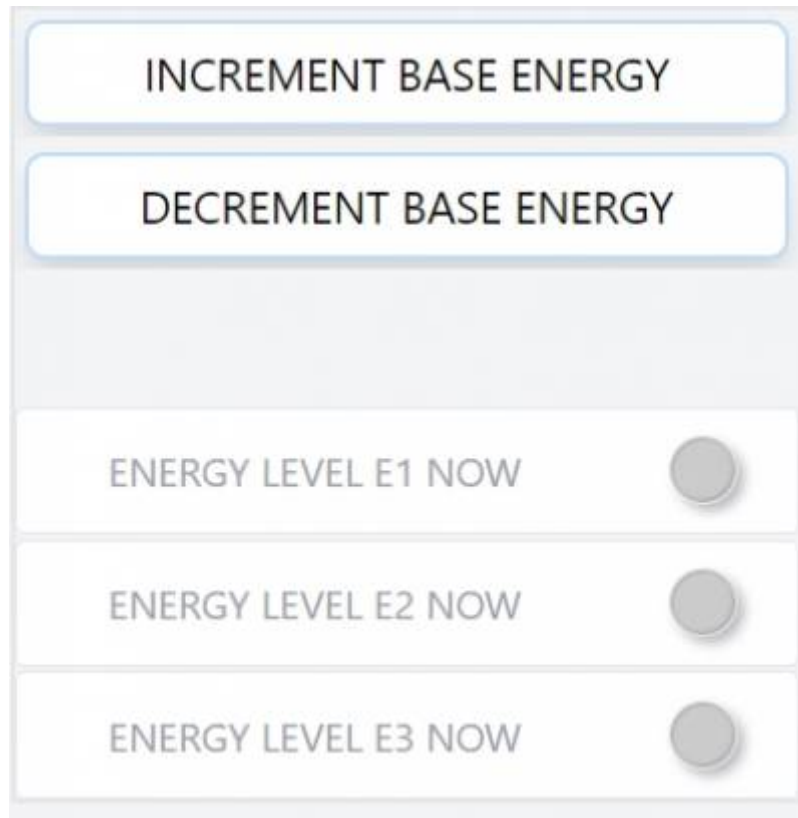 INCREMENT BASE ENERGY
DECREMENT BASE ENERGY
ENERGY LEVEL E1 NOW
ENERGY LEVEL E2 NOW
ENERGY LEVEL E3 NOW